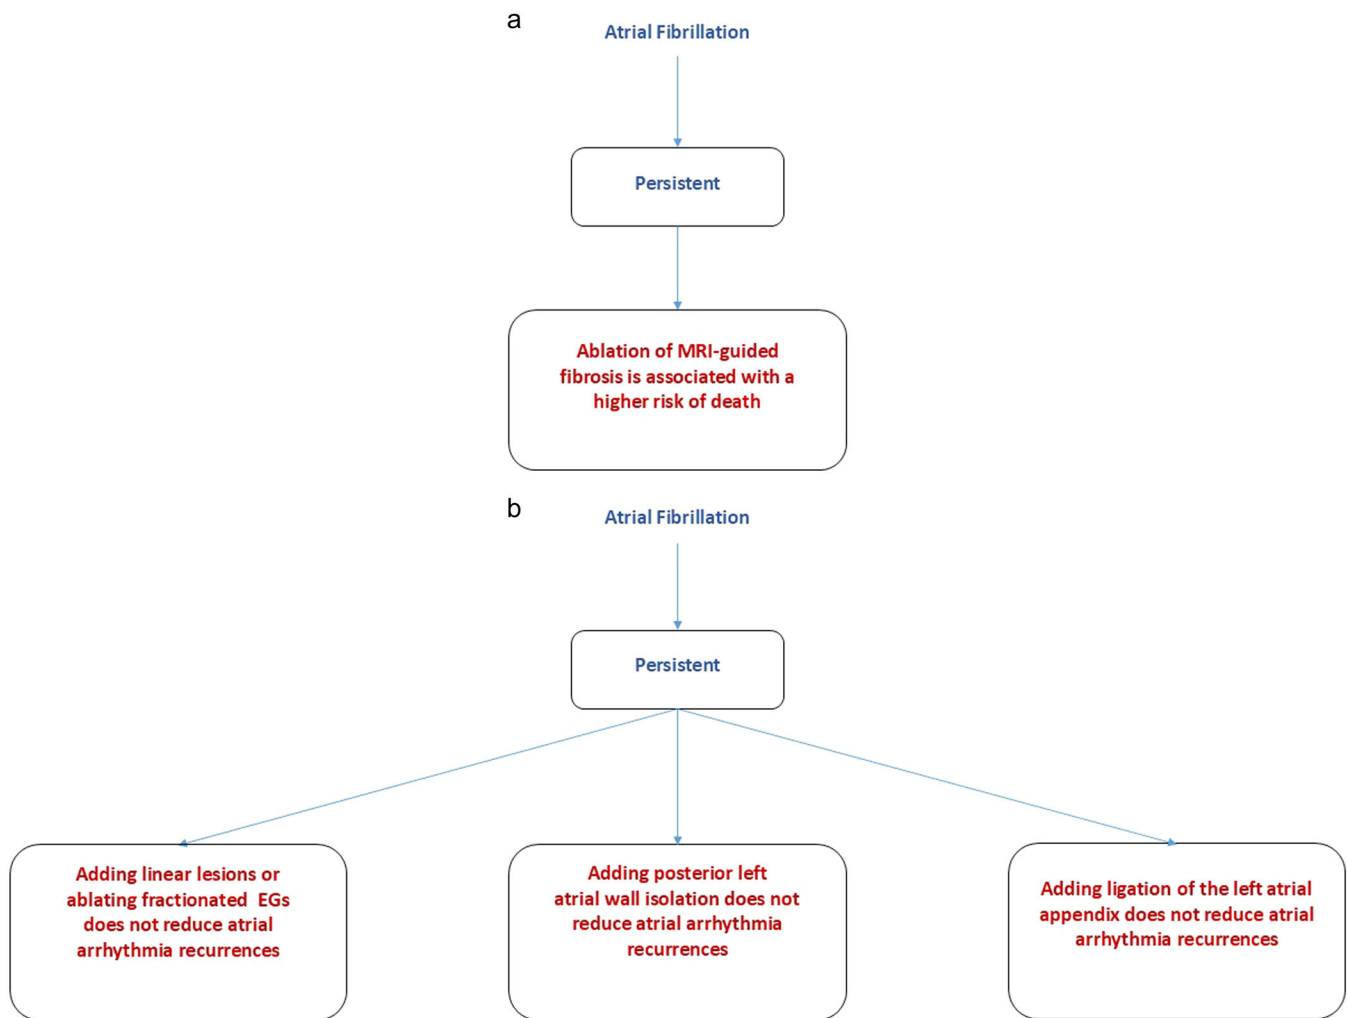 a
Atrial Fibrillation
Persistent
Ablation of MRI-guided
fibrosis is associated with a
higher risk of death
b
Atrial Fibrillation
Persistent
Adding linear lesions or
ablating fractionated EGs
does not reduce atrial
arrhythmia recurrences
Adding posterior left
atrial wall isolation does not
reduce atrial arrhythmia
recurrences
Adding ligation of the left atrial
appendix does not reduce atrial
arrhythmia recurrences